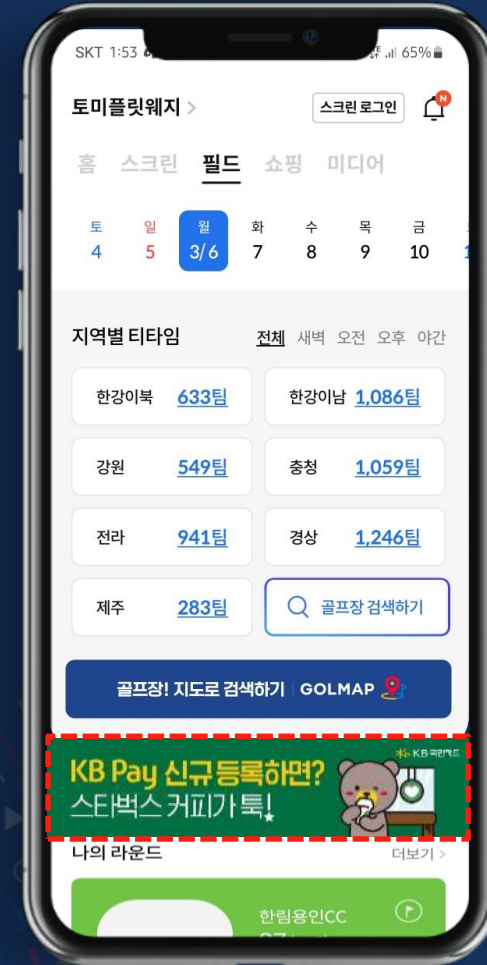 SKT 1:53 65%
토미플릿웨지 > 스크린 로그인 N
홈 스크린 필드 쇼핑 미디어
토 일 월 화 수 목 금
4 5 3/6 7 8 9 10
지역별 티타임 전체 새벽 오전 오후 야간
한강이북 633팀 한강이남 1,086팀
강원 549팀 충청 1,059팀
전라 941팀 경상 1,246팀
제주 283팀 골프장 검색하기
골프장! 지도로 검색하기 | GOLMAP
KB 국민카드
KB Pay 신규 등록하면?
스타벅스 커피가 툭!
나의 라운드 더보기 >
한림용인CC